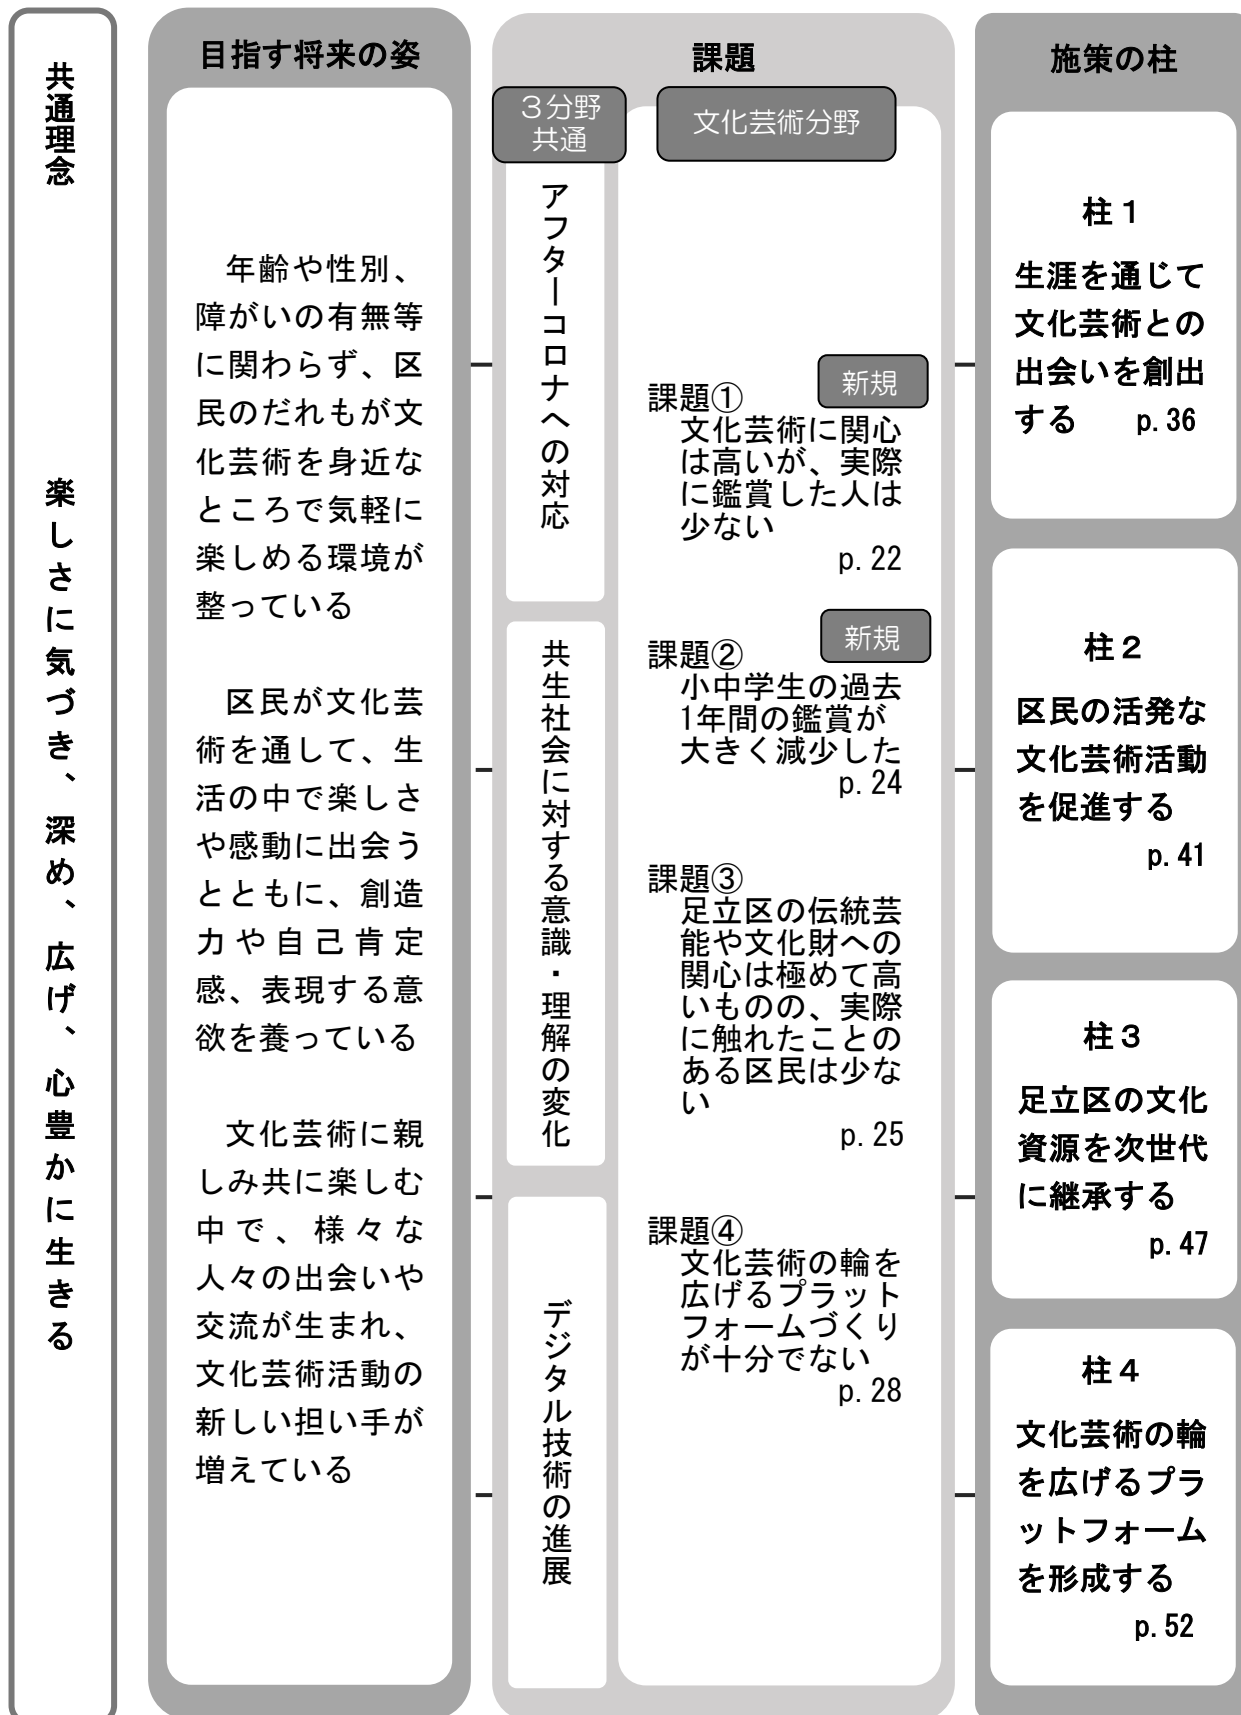 共通理念
楽しさに気づき、深め、広げ、心豊かに生きる
目指す将来の姿
年齢や性別、
障がいの有無等
に関わらず、区
民のだれもが文
化芸術を身近な
ところで気軽に
楽しめる環境が
整っている
区民が文化芸
術を通して、生
活の中で楽しさ
や感動に出会う
とともに、創造
力や自己肯定
感、表現する意
欲を養っている
文化芸術に親
しみ共に楽しむ
中で、様々な
人々の出会いや
交流が生まれ、
文化芸術活動の
新しい担い手が
増えている
課題
３分野
共通
アフターコロナへの対応
共生社会に対する意識・理解の変化
デジタル技術の進展
文化芸術分野
課題①
新規
文化芸術に関心
は高いが、実際
に鑑賞した人は
少ない
p.22
課題②
新規
小中学生の過去
1年間の鑑賞が
大きく減少した
p.24
課題③
足立区の伝統芸
能や文化財への
関心は極めて高
いものの、実際
に触れたことの
ある区民は少な
い
p.25
課題④
文化芸術の輪を
広げるプラット
フォームづくり
が十分でない
p.28
施策の柱
柱１
生涯を通じて
文化芸術との
出会いを創出
する p.36
柱２
区民の活発な
文化芸術活動
を促進する
p.41
柱３
足立区の文化
資源を次世代
に継承する
p.47
柱４
文化芸術の輪
を広げるプラ
ットフォーム
を形成する
p.52